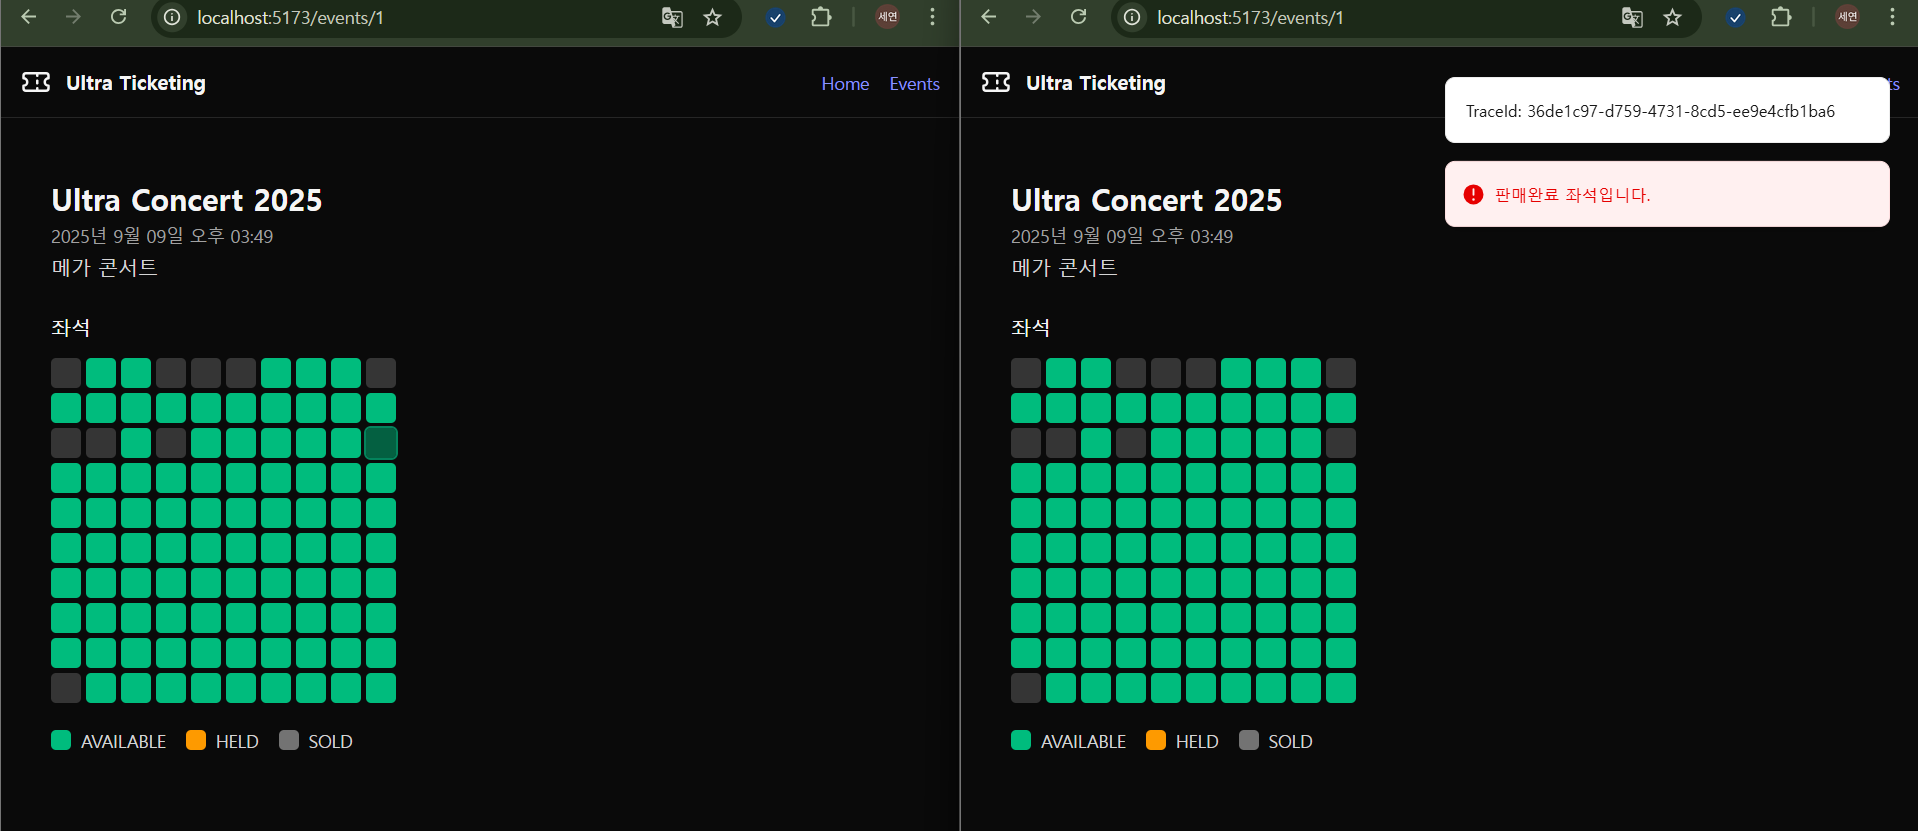 localhost:5173/events/1
세연
Ultra Ticketing
Home
Events
Ultra Concert 2025
2025년 9월 09일 오후 03:49
메가 콘서트
좌석
AVAILABLE
HELD
SOLD
localhost:5173/events/1
세연
Ultra Ticketing
ts
TraceId: 36de1c97-d759-4731-8cd5-ee9e4cfb1ba6
판매완료 좌석입니다.
Ultra Concert 2025
2025년 9월 09일 오후 03:49
메가 콘서트
좌석
AVAILABLE
HELD
SOLD